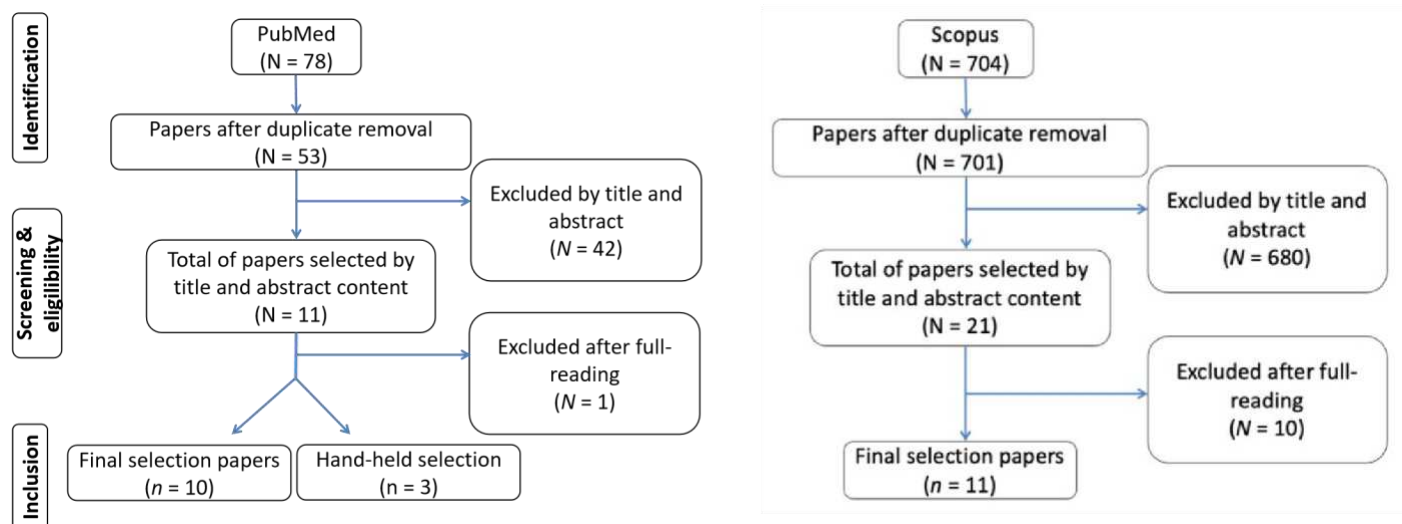 Identification
PubMed
(N = 78)
Papers after duplicate removal
(N = 53)
Excluded by title and
abstract
(N = 42)
Screening &
eligilibility
Total of papers selected by
title and abstract content
(N = 11)
Excluded after full-
reading
(N = 1)
Inclusion
Final selection papers
(n = 10)
Hand-held selection
(n = 3)
Scopus
(N = 704)
Papers after duplicate removal
(N = 701)
Excluded by title and
abstract
(N = 680)
Total of papers selected by
title and abstract content
(N = 21)
Excluded after full-
reading
(N = 10)
Final selection papers
(n = 11)